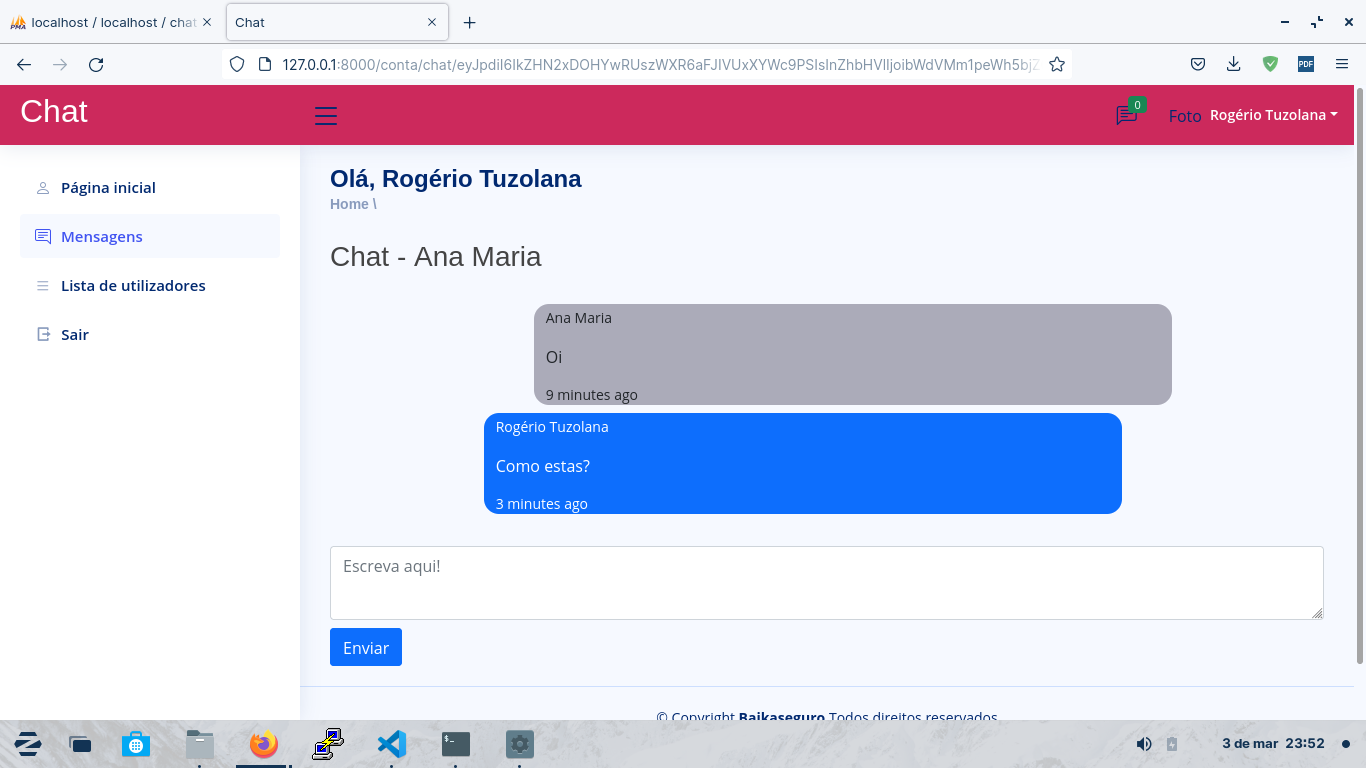 localhost / localhost / chat
Chat
127.0.0.1:8000/conta/chat/eyJpdiI6IkZHN2xDOHYwRUszWXR6aFJIVUxXYWc9PSIsInZhbHVlIjoibWdVMm1peWh5bjZ
PDF
Chat
0
Foto Rogério Tuzolana
Página inicial
Mensagens
Lista de utilizadores
Sair
Olá, Rogério Tuzolana
Home \
Chat - Ana Maria
Ana Maria
Oi
9 minutes ago
Rogério Tuzolana
Como estas?
3 minutes ago
Escreva aqui!
Enviar
© Copyright Baikaseguro Todos direitos reservados
3 de mar 23:52